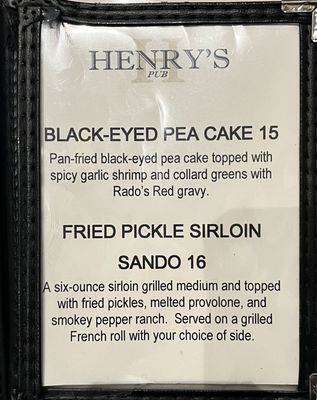 HENRY'S
PUB
BLACK-EYED PEA CAKE 15
Pan-fried black-eyed pea cake topped with
spicy garlic shrimp and collard greens with
Rado's Red gravy.
FRIED PICKLE SIRLOIN
SANDO 16
A six-ounce sirloin grilled medium and topped
with fried pickles, melted provolone, and
smokey pepper ranch. Served on a grilled
French roll with your choice of side.